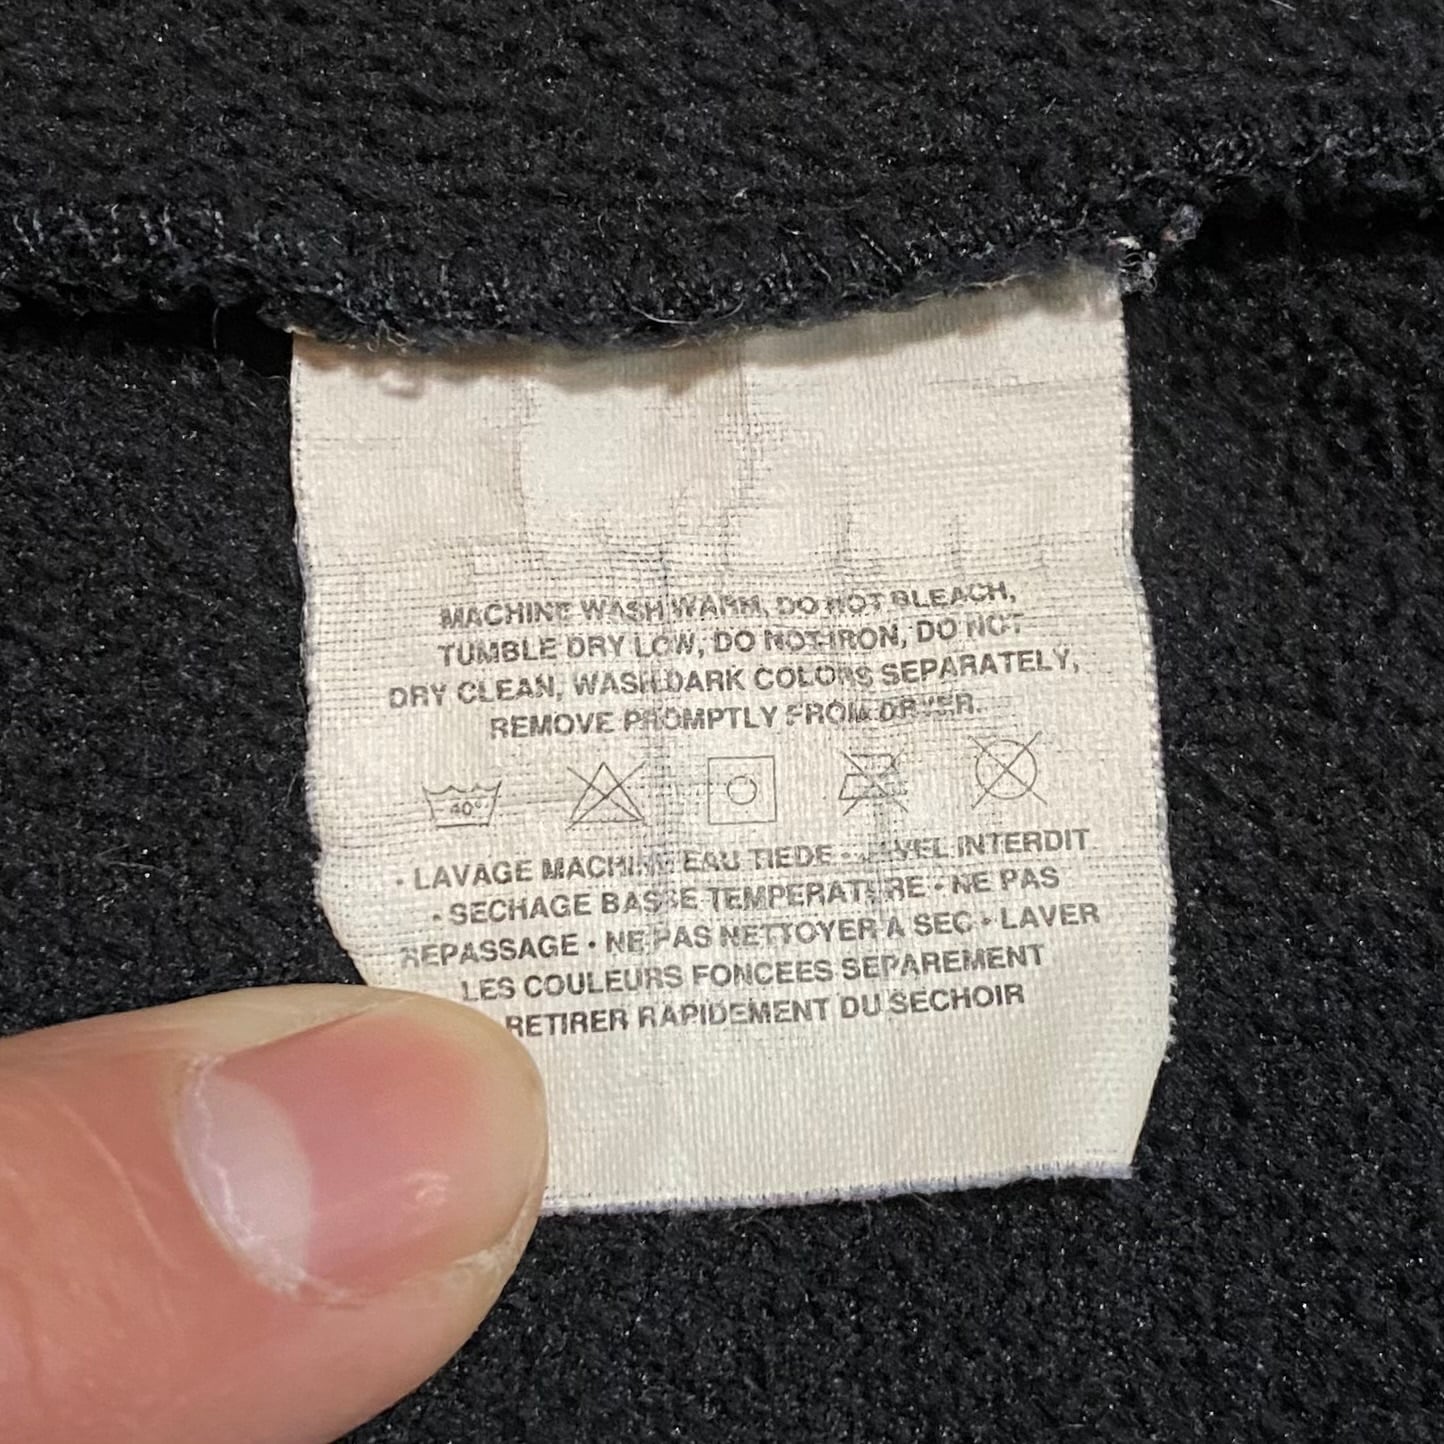 MACHINE WASH WARM, DO NOT BLEACH,
TUMBLE DRY LOW, DO NOT IRON, DO NOT
DRY CLEAN, WASH DARK COLORS SEPARATELY,
REMOVE PROMPTLY FROM DRYER.
40°
· LAVAGE MACHINE EAU TIEDE · JAVEL INTERDIT
· SECHAGE BASSE TEMPERATURE · NE PAS
REPASSAGE · NE PAS NETTOYER A SEC · LAVER
LES COULEURS FONCEES SEPAREMENT
RETIRER RAPIDEMENT DU SECHOIR